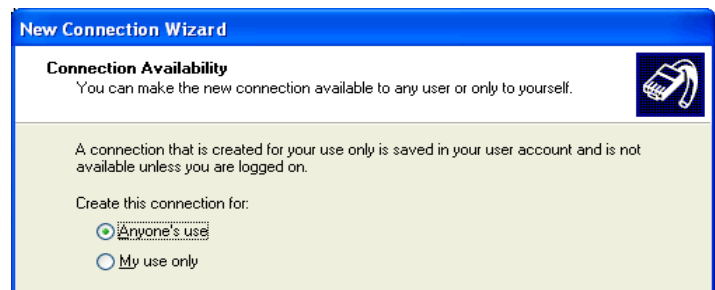 New Connection Wizard
Connection Availability
You can make the new connection available to any user or only to yourself.
A connection that is created for your use only is saved in your user account and is not
available unless you are logged on.
Create this connection for:
Anyone's use
My use only